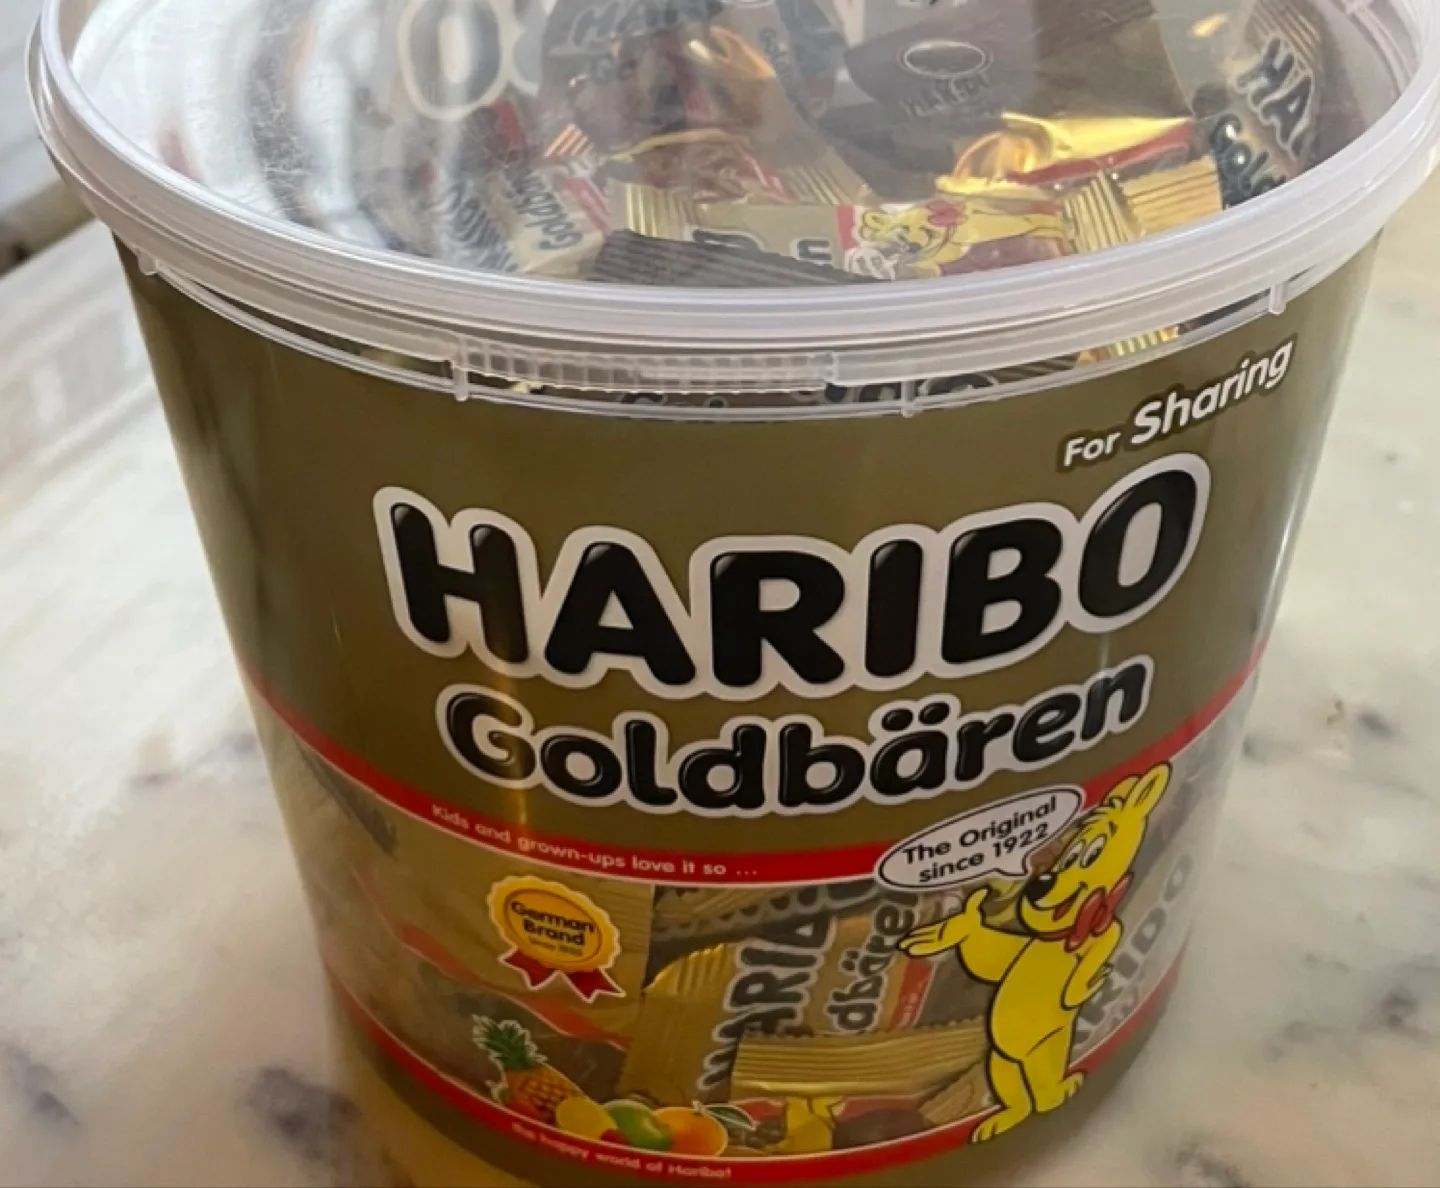 For Sharing
HARIBO
Goldbären
Kids and grown-ups love it so ...
The Original
since 1922
German
Brand
HARIBO
dbären
the happy world of Haribo!